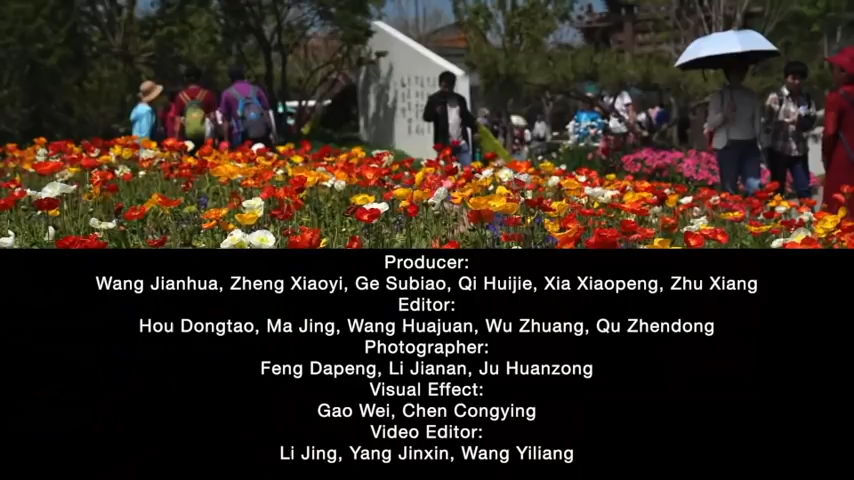 Producer:
Wang Jianhua, Zheng Xiaoyi, Ge Subiao, Qi Huijie, Xia Xiaopeng, Zhu Xiang
Editor:
Hou Dongtao, Ma Jing, Wang Huajuan, Wu Zhuang, Qu Zhendong
Photographer:
Feng Dapeng, Li Jianan, Ju Huanzong
Visual Effect:
Gao Wei, Chen Congying
Video Editor:
Li Jing, Yang Jinxin, Wang Yiliang